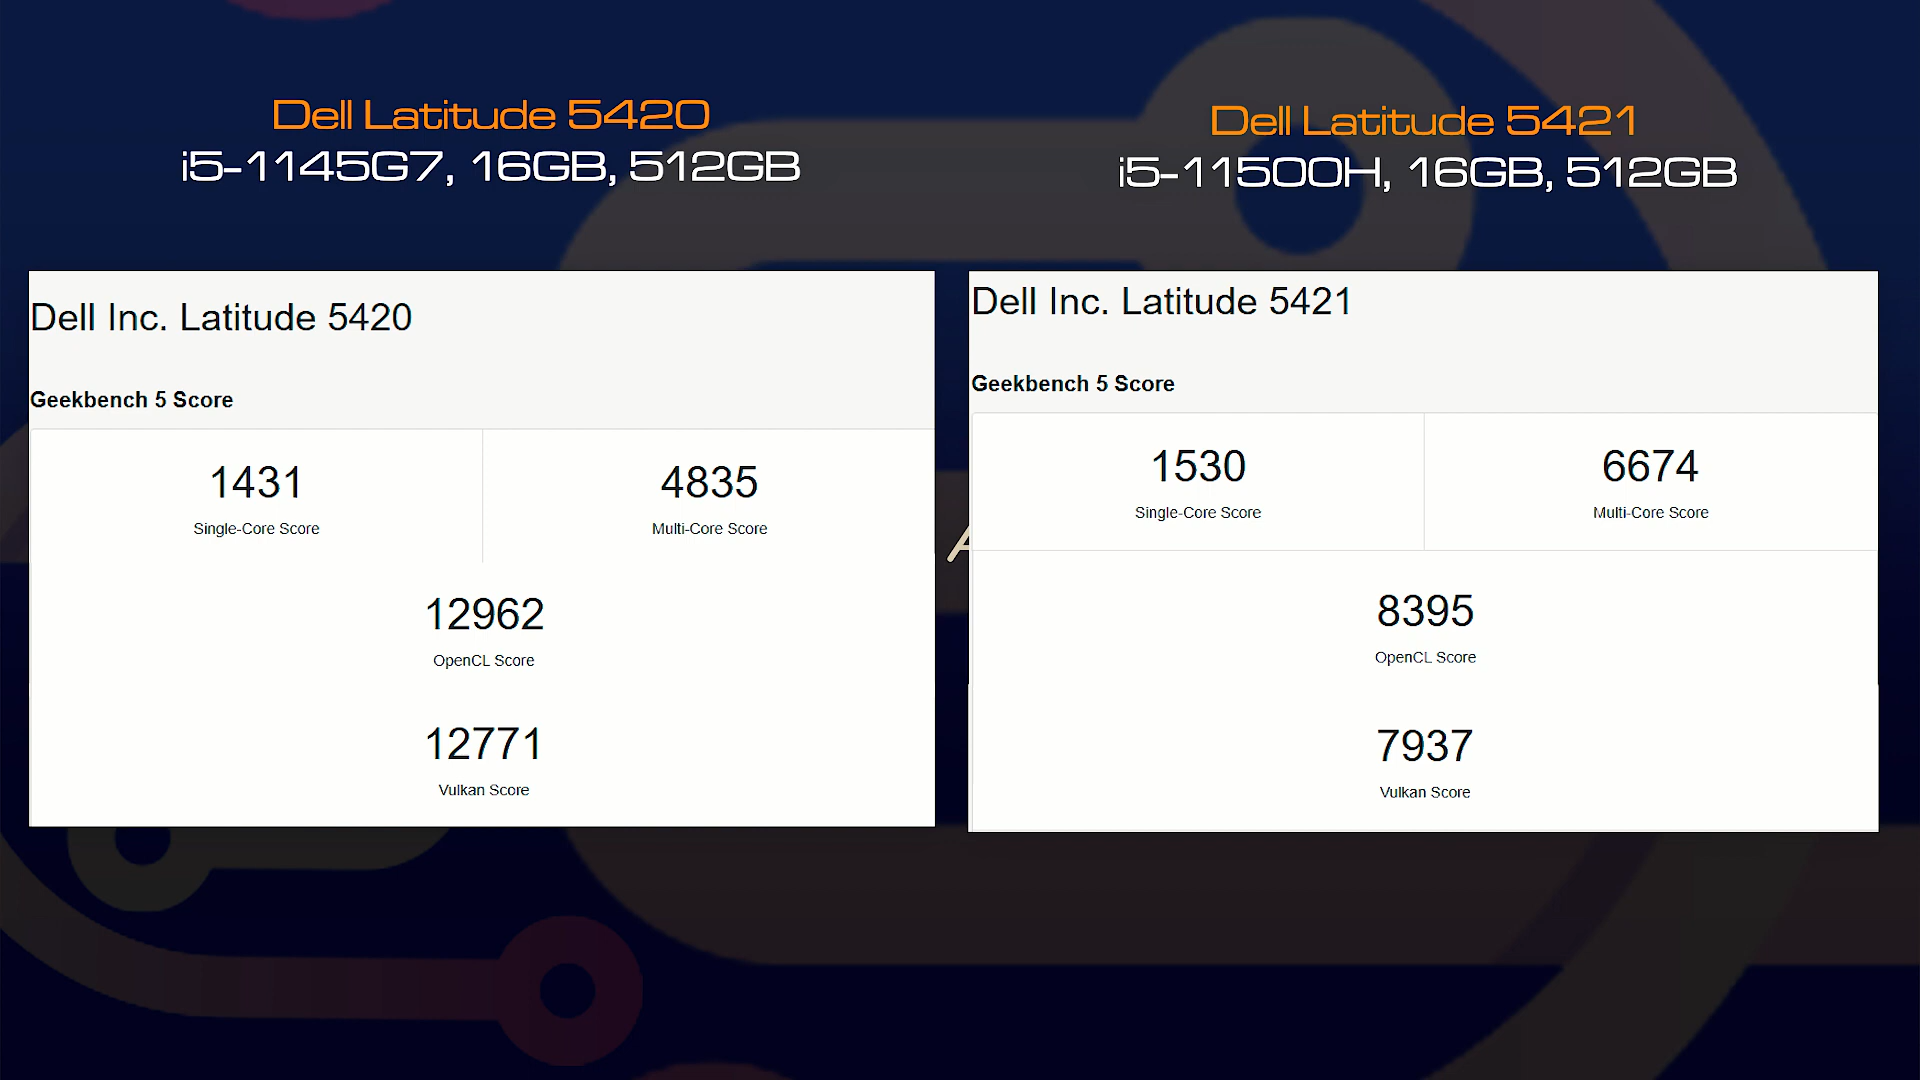 Dell Latitude 5420
i5-1145G7, 16GB, 512GB
Dell Inc. Latitude 5420
Geekbench 5 Score
1431
Single-Core Score
4835
Multi-Core Score
12962
OpenCL Score
12771
Vulkan Score
Dell Latitude 5421
i5-11500H, 16GB, 512GB
Dell Inc. Latitude 5421
Geekbench 5 Score
1530
Single-Core Score
6674
Multi-Core Score
8395
OpenCL Score
7937
Vulkan Score